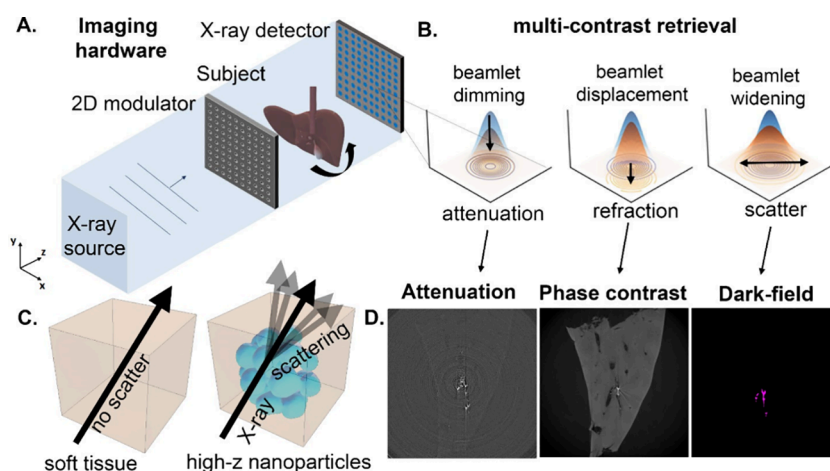 A.
Imaging
hardware
X-ray detector
Subject
2D modulator
X-ray
source
y
z
x
B.
multi-contrast retrieval
beamlet
dimming
beamlet
displacement
beamlet
widening
attenuation
refraction
scatter
C.
no scatter
soft tissue
X-ray
scattering
high-z nanoparticles
D.
Attenuation
Phase contrast
Dark-field